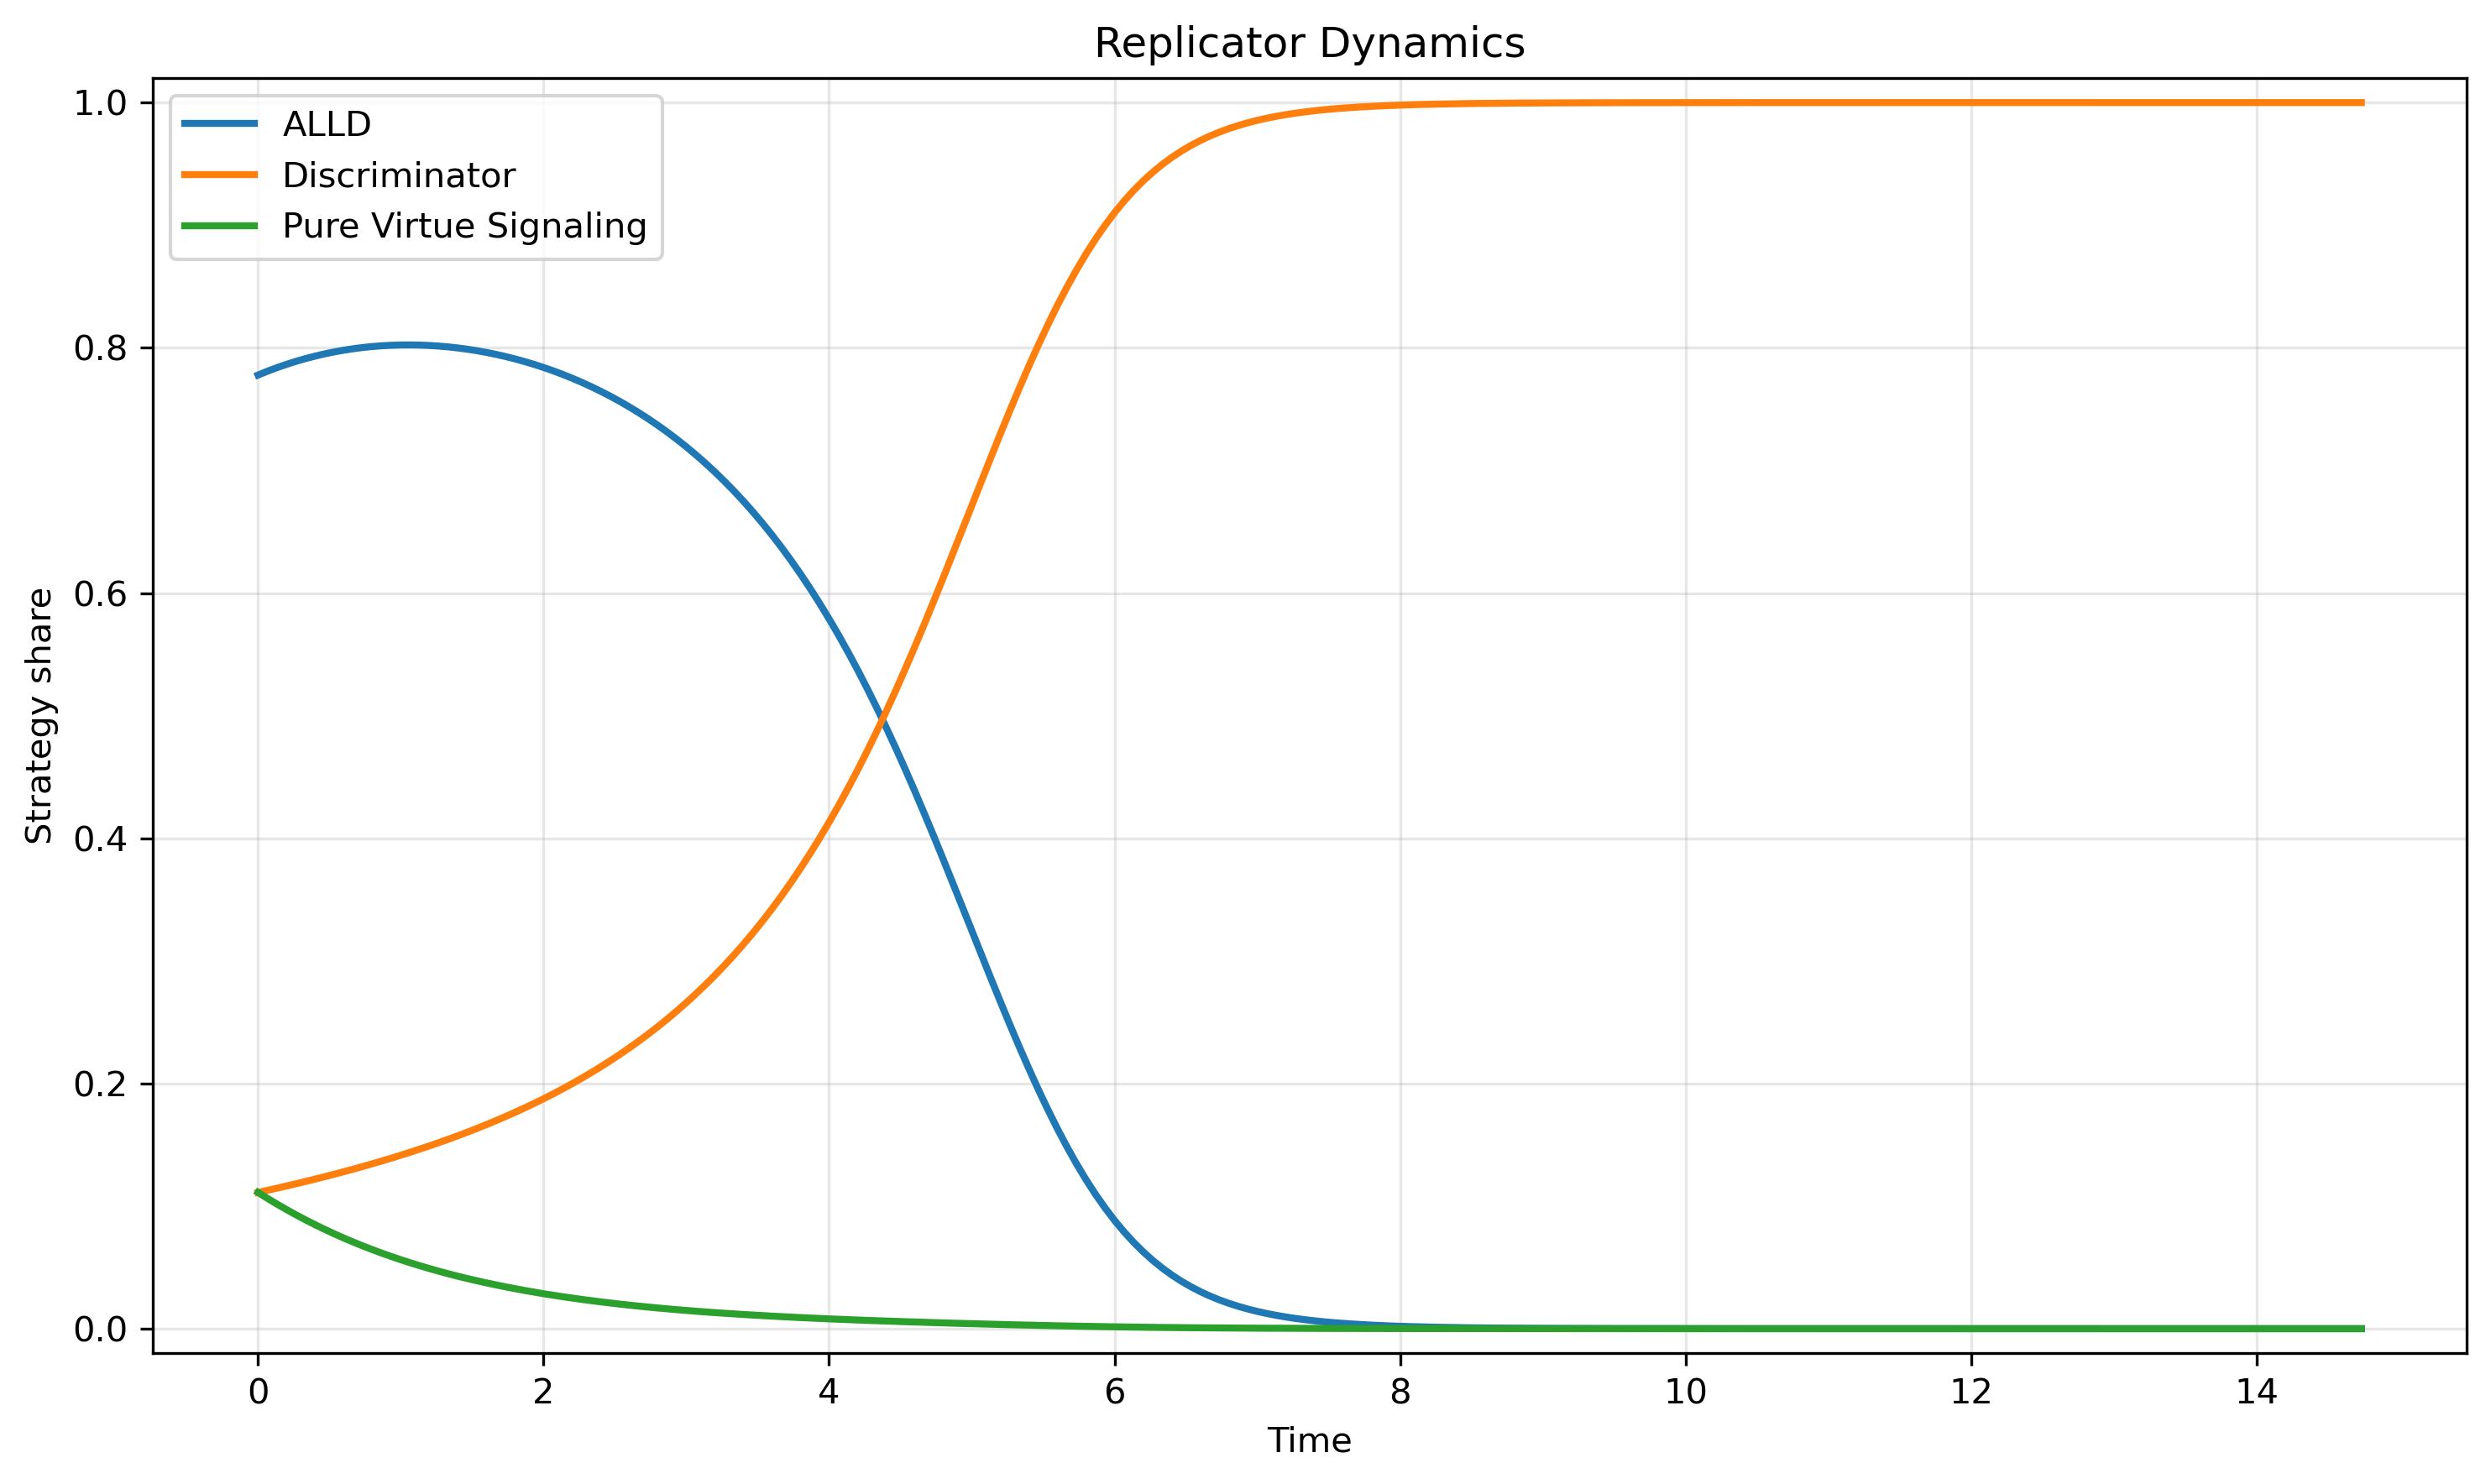 Replicator Dynamics
ALLD
Discriminator
Pure Virtue Signaling
1.0
0.8
0.6
0.4
0.2
0.0
Strategy share
0 2 4 6 8 10 12 14
Time